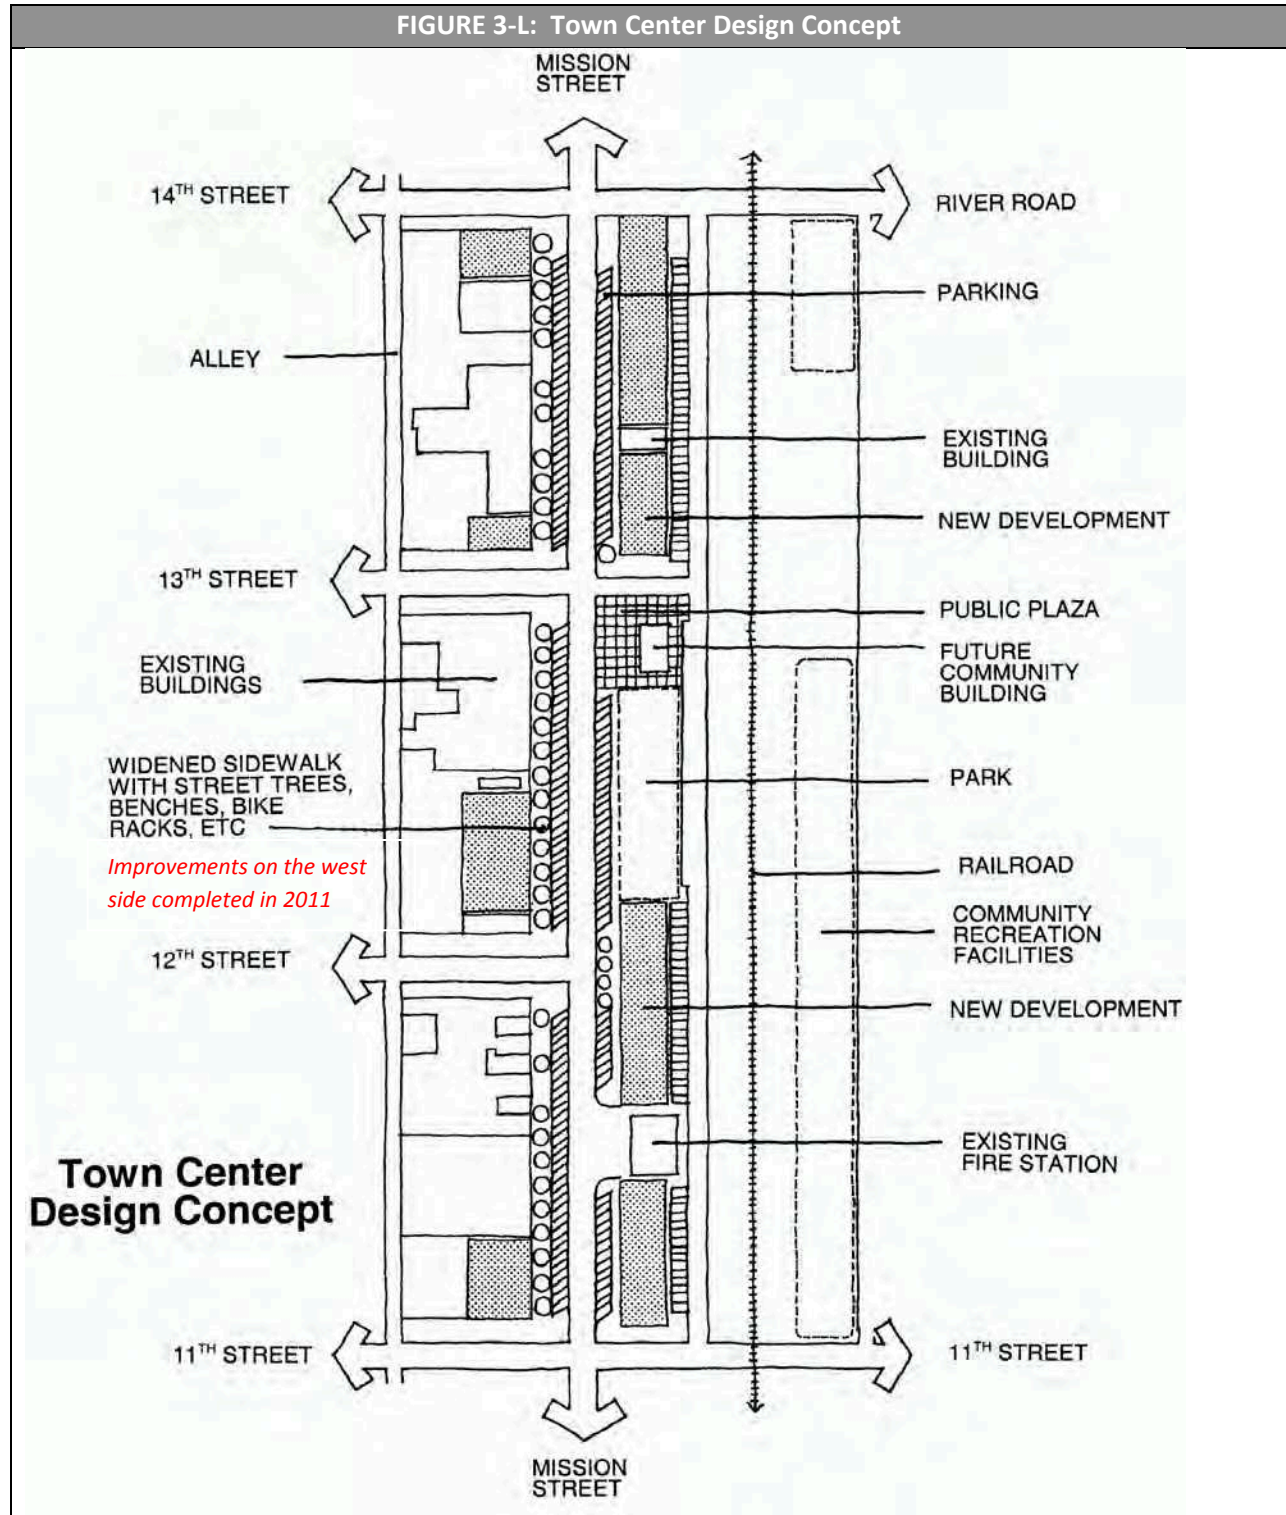 FIGURE 3-L: Town Center Design Concept
MISSION
STREET
14TH STREET
RIVER ROAD
PARKING
ALLEY
EXISTING
BUILDING
NEW DEVELOPMENT
13TH STREET
PUBLIC PLAZA
EXISTING
BUILDINGS
FUTURE
COMMUNITY
BUILDING
WIDENED SIDEWALK
WITH STREET TREES,
BENCHES, BIKE
RACKS, ETC
PARK
Improvements on the west
side completed in 2011
RAILROAD
COMMUNITY
RECREATION
FACILITIES
12TH STREET
NEW DEVELOPMENT
EXISTING
FIRE STATION
Town Center
Design Concept
11TH STREET
11TH STREET
MISSION
STREET